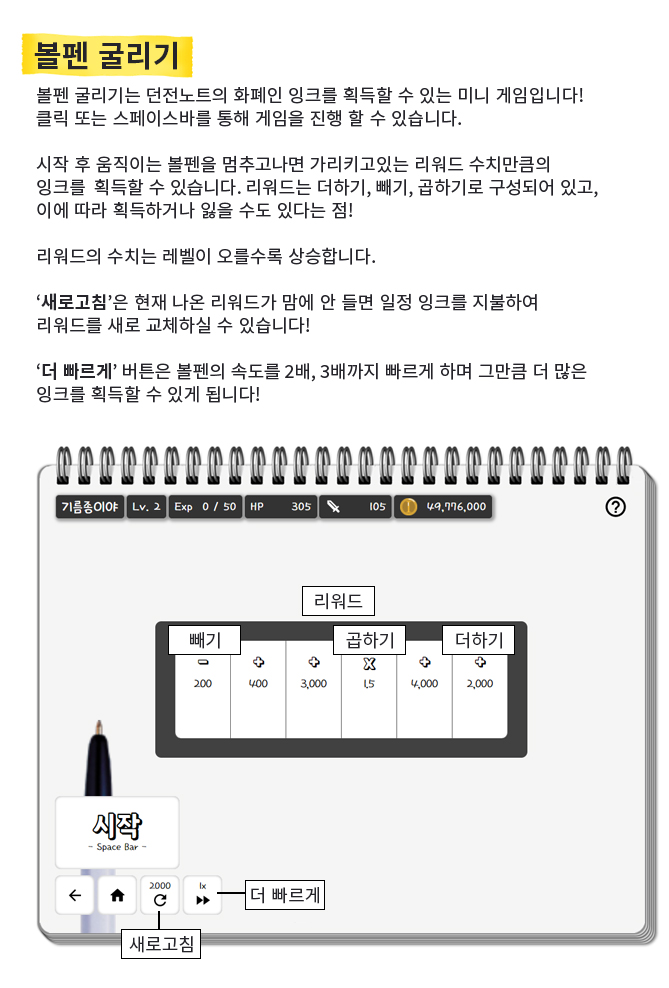 볼펜 굴리기
볼펜 굴리기는 던전노트의 화폐인 잉크를 획득할 수 있는 미니 게임입니다!
클릭 또는 스페이스바를 통해 게임을 진행 할 수 있습니다.
시작 후 움직이는 볼펜을 멈추고나면 가리키고있는 리워드 수치만큼의
잉크를 획득할 수 있습니다. 리워드는 더하기, 빼기, 곱하기로 구성되어 있고,
이에 따라 획득하거나 잃을 수도 있다는 점!
리워드의 수치는 레벨이 오를수록 상승합니다.
‘새로고침’은 현재 나온 리워드가 맘에 안 들면 일정 잉크를 지불하여
리워드를 새로 교체하실 수 있습니다!
‘더 빠르게’ 버튼은 볼펜의 속도를 2배, 3배까지 빠르게 하며 그만큼 더 많은
잉크를 획득할 수 있게 됩니다!
기름종이야 Lv. 2 Exp 0 / 50 HP 305 105 49,776,000
리워드
빼기 곱하기 더하기
- + + X + +
200 400 3,000 1.5 4,000 2,000
시작
~ Space Bar ~
2000 1x
더 빠르게
새로고침